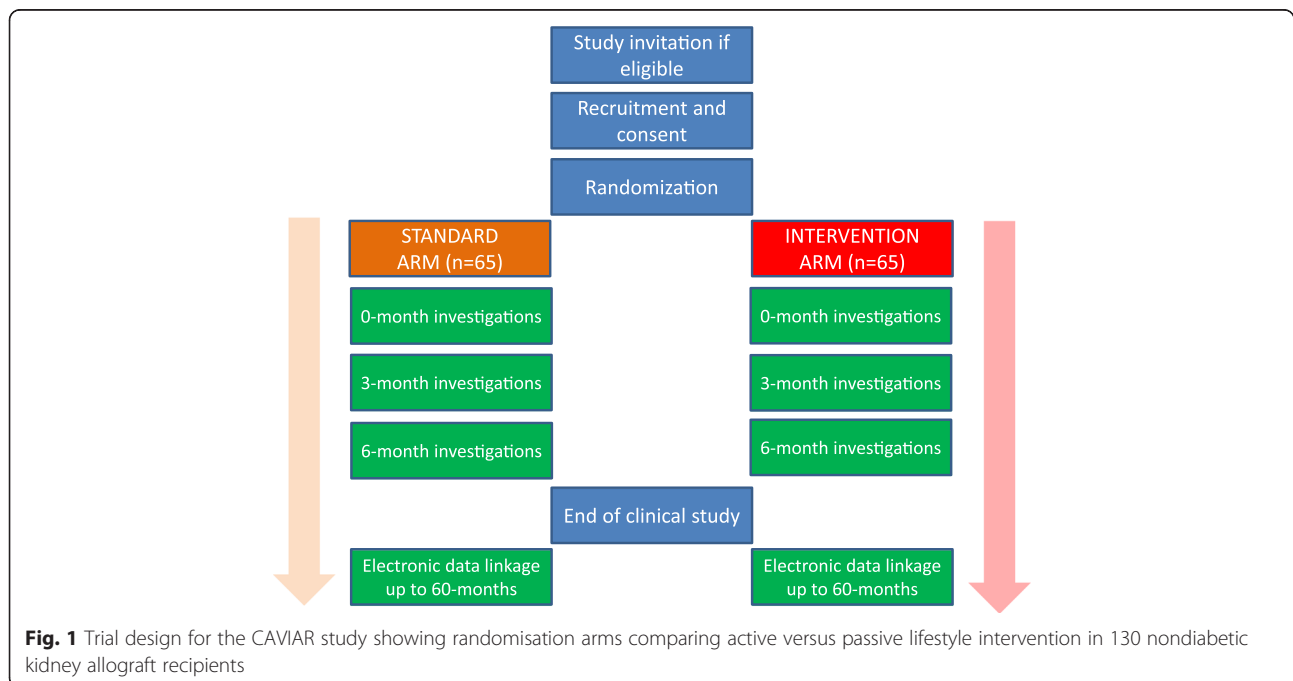 Study invitation if
eligible
Recruitment and
consent
Randomization
STANDARD
ARM (n=65)
INTERVENTION
ARM (n=65)
0-month investigations
0-month investigations
3-month investigations
3-month investigations
6-month investigations
6-month investigations
End of clinical study
Electronic data linkage
up to 60-months
Electronic data linkage
up to 60-months
Fig. 1 Trial design for the CAVIAR study showing randomisation arms comparing active versus passive lifestyle intervention in 130 nondiabetic
kidney allograft recipients